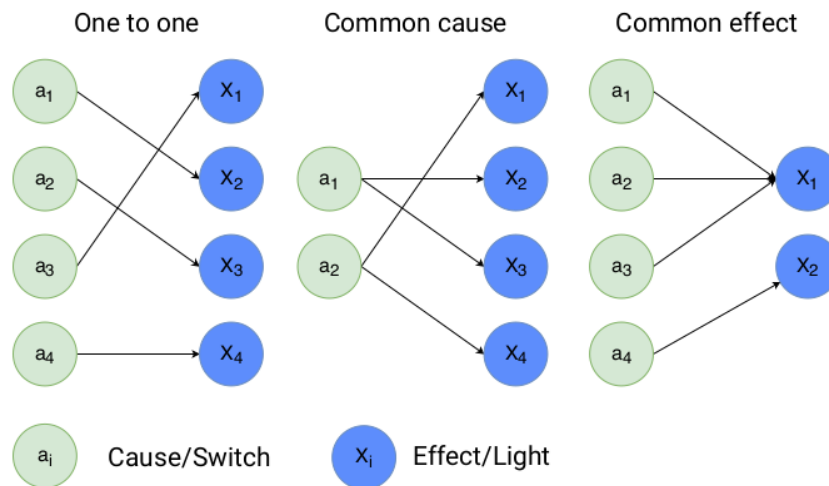 One to one
Common cause
Common effect
a₁
X₁
a₂
X₂
a₃
X₃
a₄
X₄
X₁
a₁
X₂
a₂
X₃
X₄
a₁
a₂
X₁
a₃
X₂
a₄
aᵢ
Cause/Switch
Xᵢ
Effect/Light